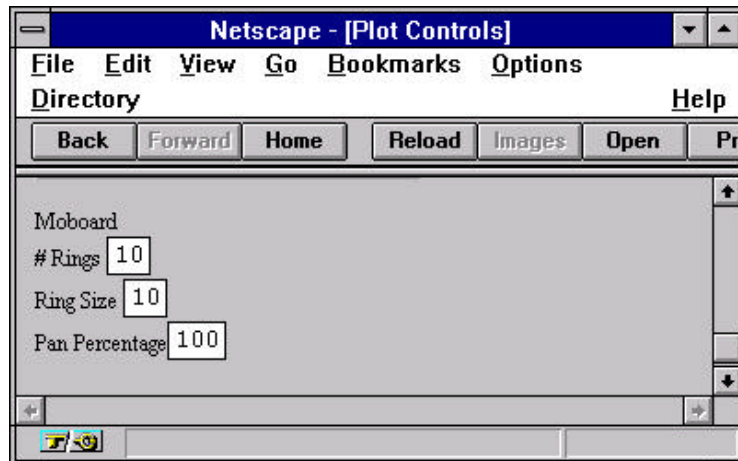 Netscape - [Plot Controls]
File Edit View Go Bookmarks Options
Directory Help
Back Forward Home Reload Images Open Pr
Moboard
# Rings 10
Ring Size 10
Pan Percentage 100